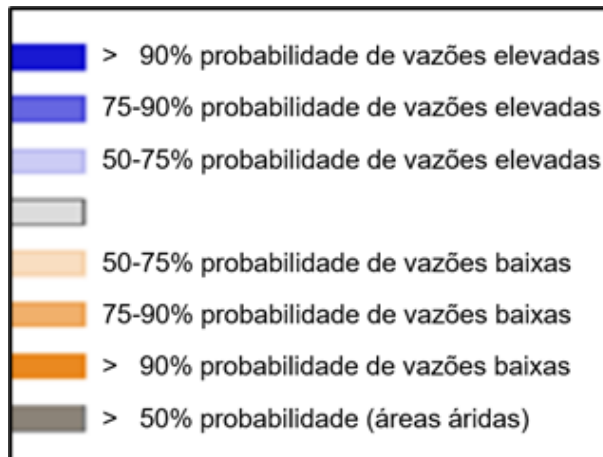 > 90% probabilidade de vazões elevadas
75-90% probabilidade de vazões elevadas
50-75% probabilidade de vazões elevadas
50-75% probabilidade de vazões baixas
75-90% probabilidade de vazões baixas
> 90% probabilidade de vazões baixas
> 50% probabilidade (áreas áridas)